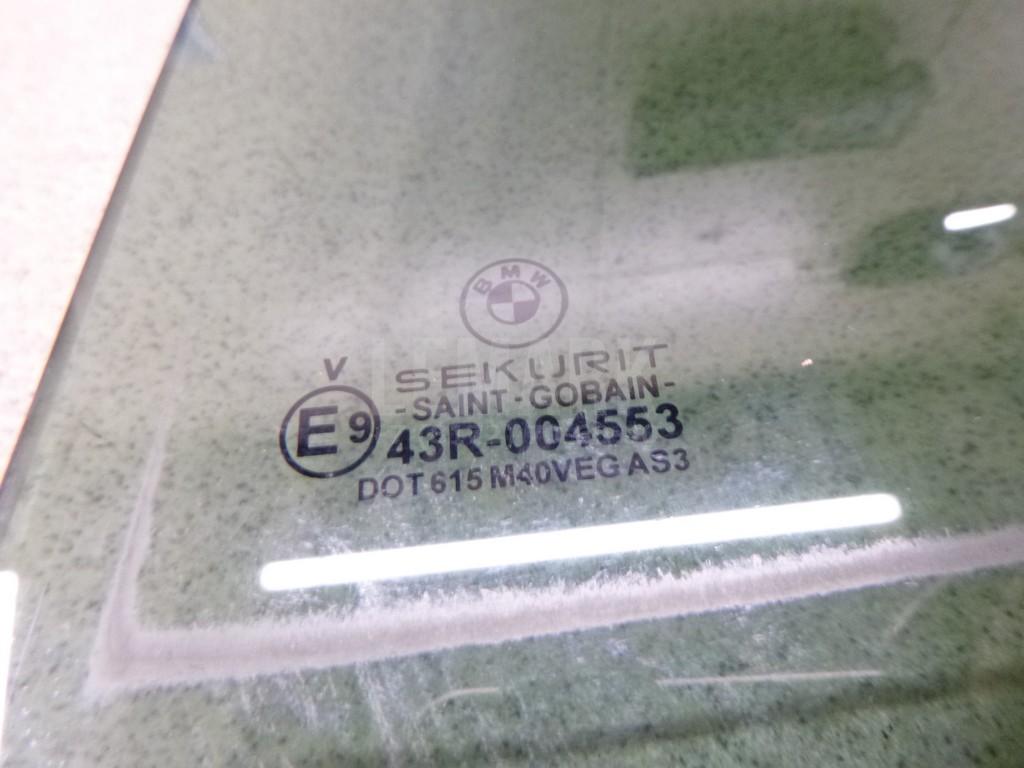 BMW
V
SEKURIT
-SAINT-GOBAIN-
E9 43R-004553
DOT 615 M40VEG AS3